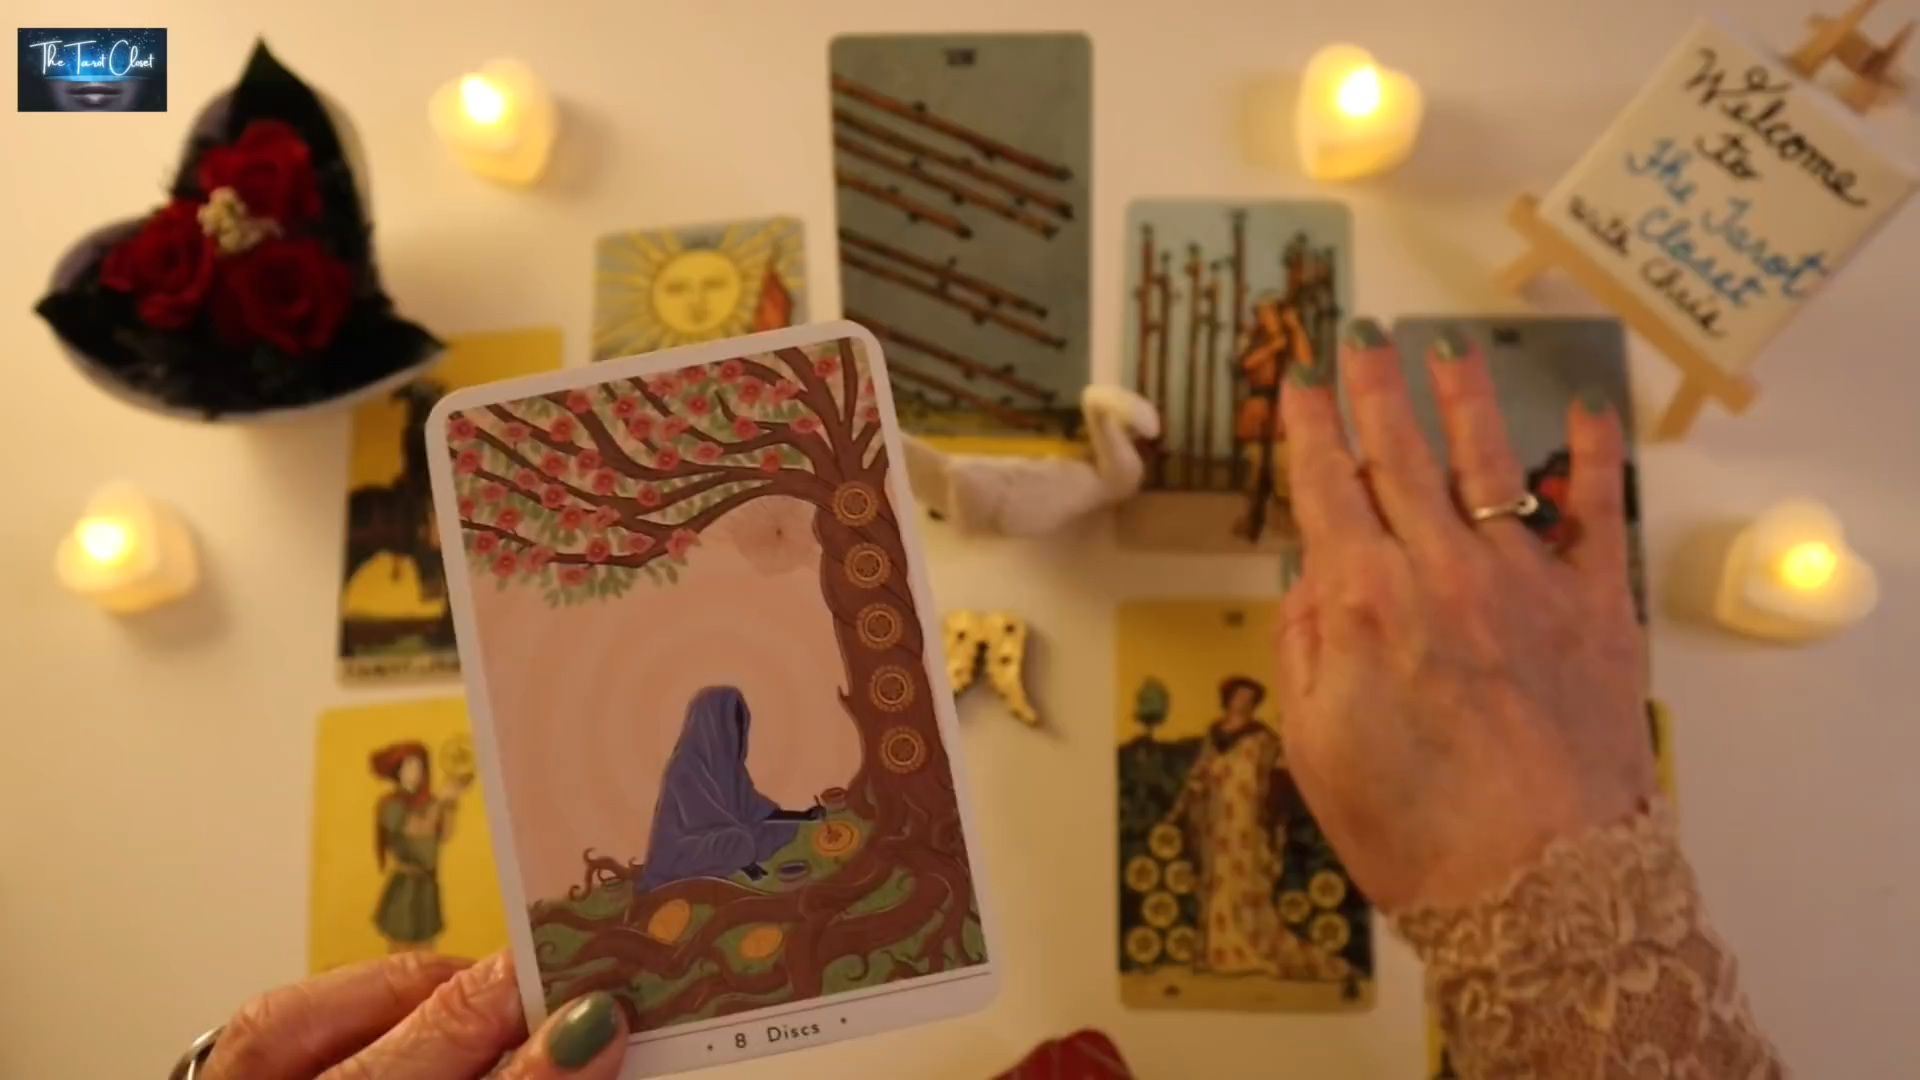 The Tarot Closet
Welcome
to
The Tarot
Closet
with Chris
8 Discs